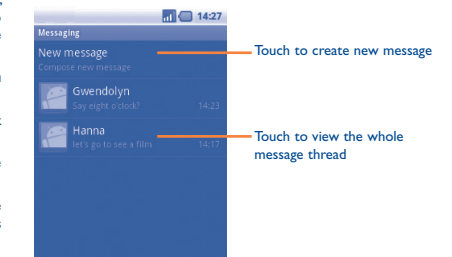 14:27
Messaging
New message
Compose new message
Touch to create new message
Gwendolyn
Say eight o'clock?
14:23
Hanna
let's go to see a film
14:17
Touch to view the whole
message thread